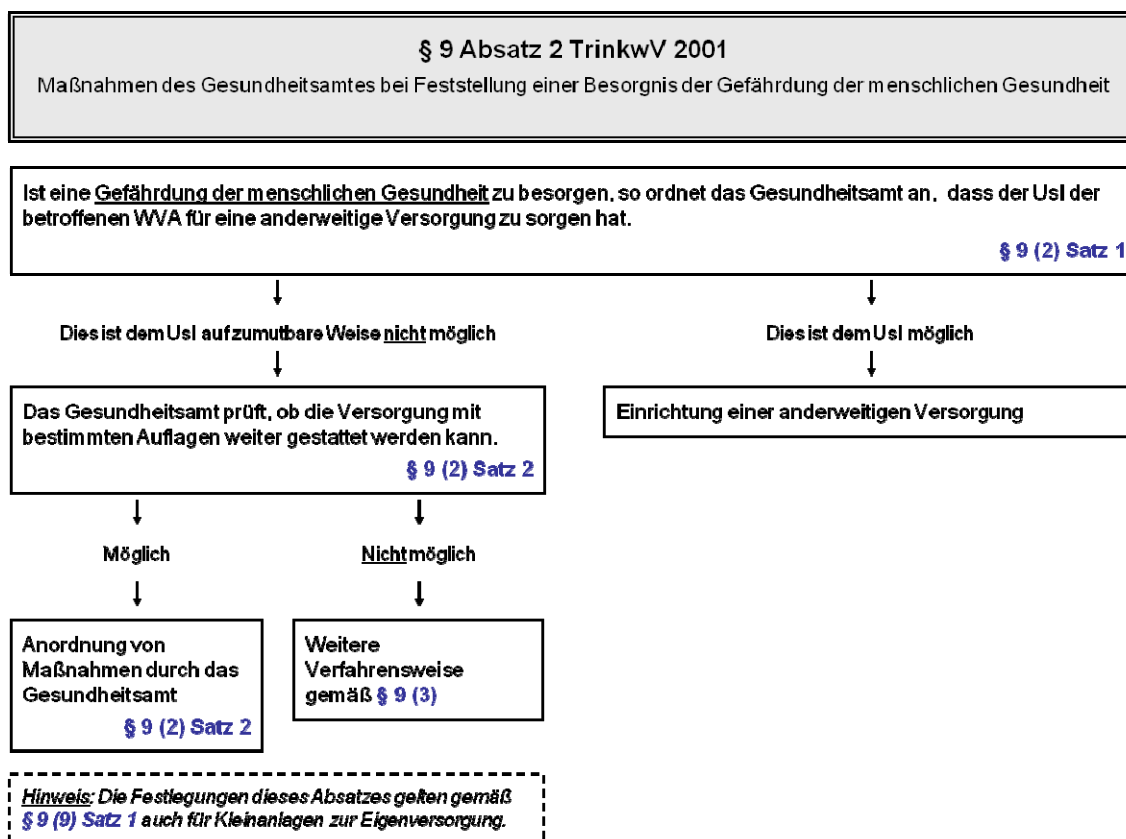 § 9 Absatz 2 TrinkwV 2001
Maßnahmen des Gesundheitsamtes bei Feststellung einer Besorgnis der Gefährdung der menschlichen Gesundheit
Ist eine Gefährdung der menschlichen Gesundheit zu besorgen, so ordnet das Gesundheitsamt an, dass der UsI der
betroffenen WVA für eine anderweitige Versorgung zu sorgen hat.
§ 9 (2) Satz 1
Dies ist dem UsI auf zumutbare Weise nicht möglich
Dies ist dem UsI möglich
Das Gesundheitsamt prüft, ob die Versorgung mit
bestimmten Auflagen weiter gestattet werden kann.
§ 9 (2) Satz 2
Einrichtung einer anderweitigen Versorgung
Möglich
Nicht möglich
Anordnung von
Maßnahmen durch das
Gesundheitsamt
§ 9 (2) Satz 2
Weitere
Verfahrensweise
gemäß § 9 (3)
Hinweis: Die Festlegungen dieses Absatzes gelten gemäß
§ 9 (9) Satz 1 auch für Kleinanlagen zur Eigenversorgung.